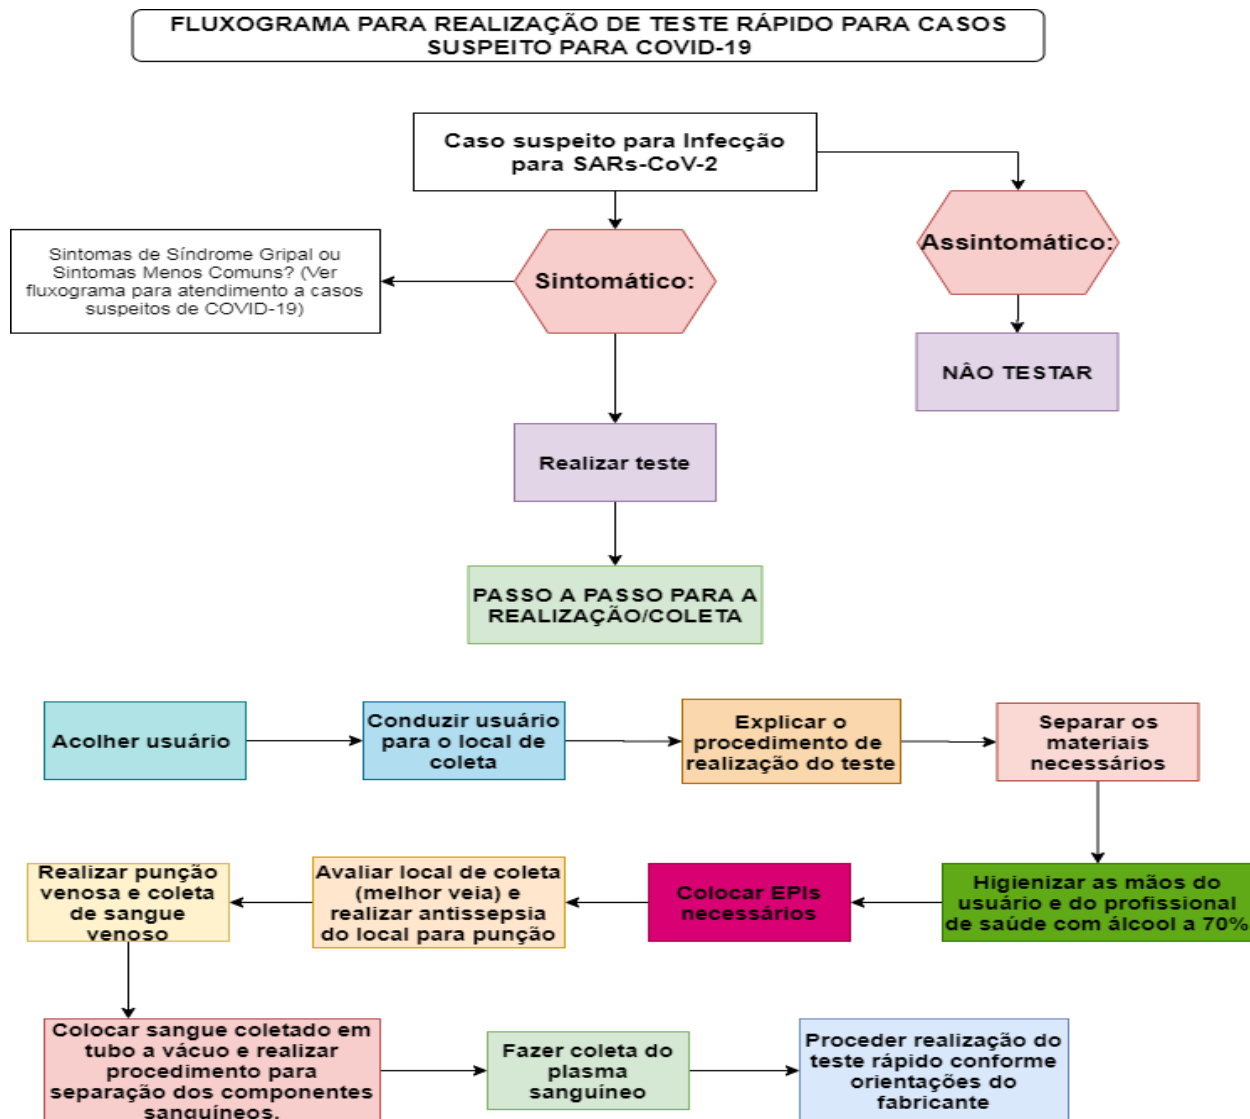 FLUXOGRAMA PARA REALIZAÇÃO DE TESTE RÁPIDO PARA CASOS
SUSPEITO PARA COVID-19
Caso suspeito para Infecção
para SARs-CoV-2
Assintomático:
Sintomas de Síndrome Gripal ou
Sintomas Menos Comuns? (Ver
fluxograma para atendimento a casos
suspeitos de COVID-19)
Sintomático:
NÂO TESTAR
Realizar teste
PASSO A PASSO PARA A
REALIZAÇÃO/COLETA
Acolher usuário
Conduzir usuário
para o local de
coleta
Explicar o
procedimento de
realização do teste
Separar os
materiais
necessários
Higienizar as mãos do
usuário e do profissional
de saúde com álcool a 70%
Colocar EPIs
necessários
Avaliar local de coleta
(melhor veia) e
realizar antissepsia
do local para punção
Realizar punção
venosa e coleta
de sangue
venoso
Colocar sangue coletado em
tubo a vácuo e realizar
procedimento para
separação dos componentes
sanguíneos.
Fazer coleta do
plasma
sanguíneo
Proceder realização do
teste rápido conforme
orientações do
fabricante